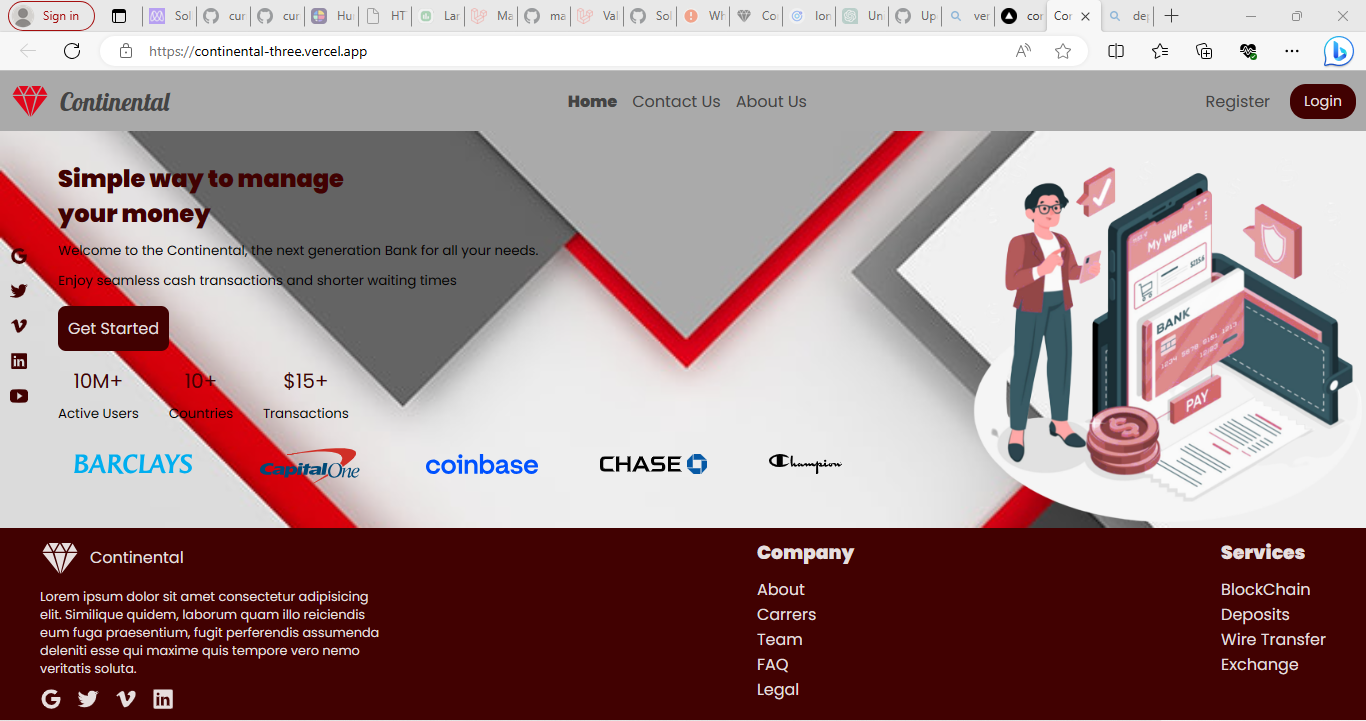 Sign in
Sol
cur
cur
Hu
HT
Lar
Ma
ma
Val
Sol
Wh
Co
Ion
Un
Up
ver
con
Cor
dep
https://continental-three.vercel.app
Continental
Home Contact Us About Us
Register Login
Simple way to manage
your money
Welcome to the Continental, the next generation Bank for all your needs.
Enjoy seamless cash transactions and shorter waiting times
Get Started
10M+ 10+ $15+
Active Users Countries Transactions
BARCLAYS Capital One coinbase CHASE Champion
My Wallet
BANK
PAY
Continental
Lorem ipsum dolor sit amet consectetur adipisicing
elit. Similique quidem, laborum quam illo reiciendis
eum fuga praesentium, fugit perferendis assumenda
deleniti esse qui maxime quis tempore vero nemo
veritatis soluta.
Company
About
Carrers
Team
FAQ
Legal
Services
BlockChain
Deposits
Wire Transfer
Exchange